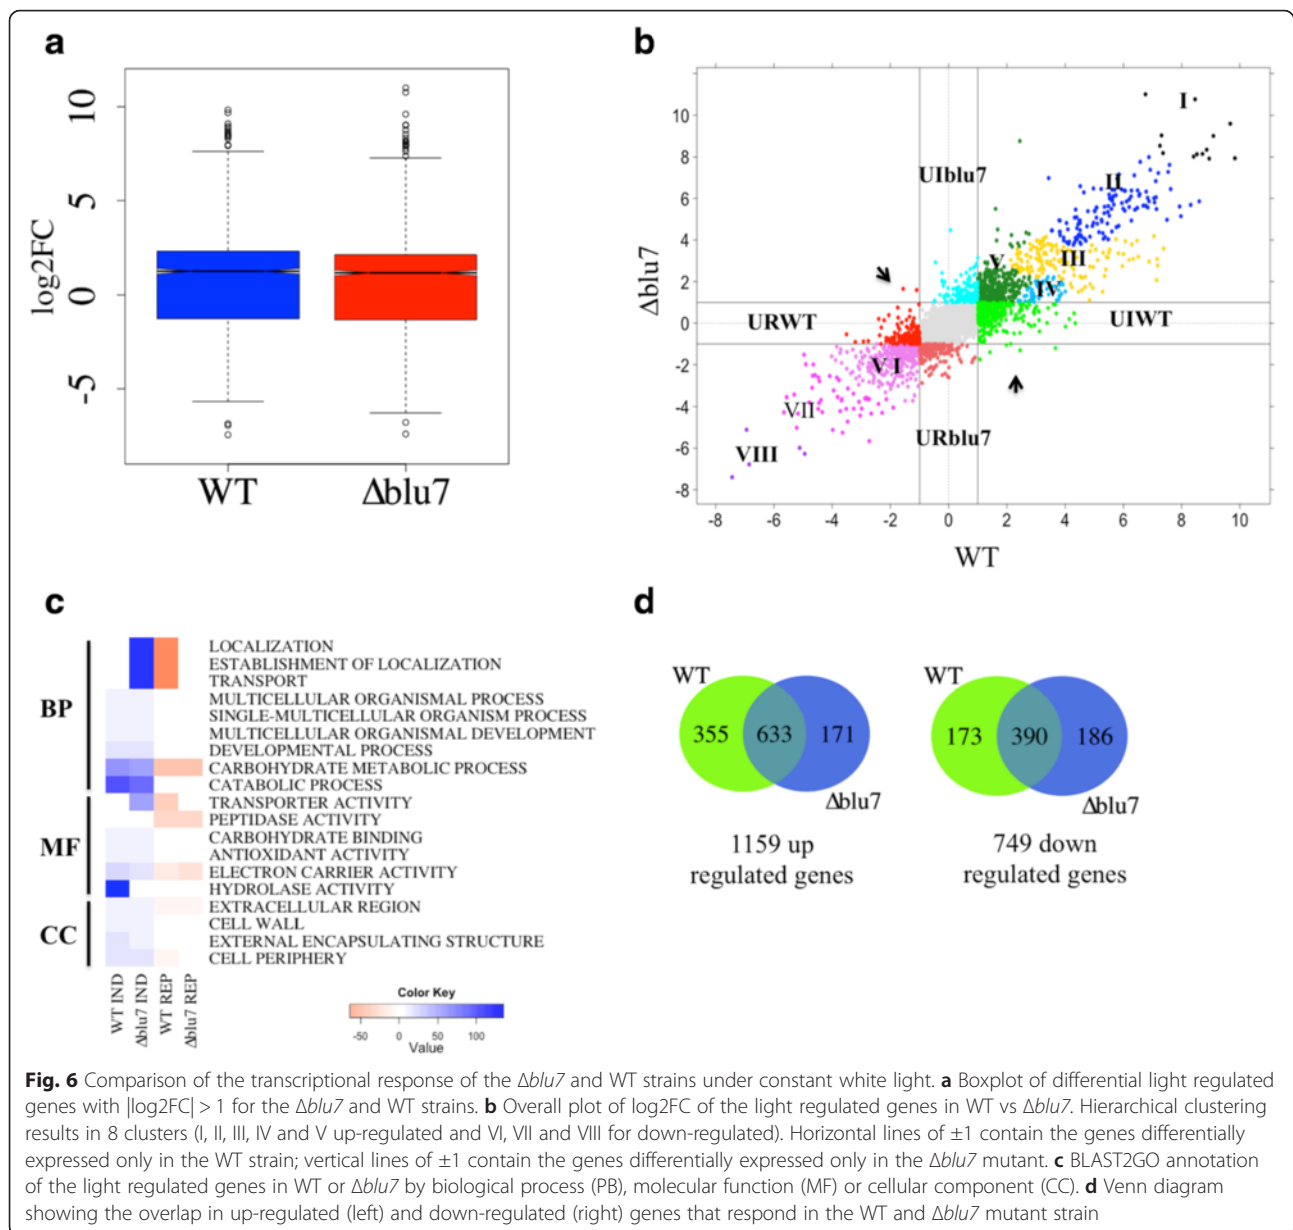 a
10
5
0
-5
log2FC
WT
Δblu7
b
10
8
6
4
2
0
-2
-4
-6
-8
Δblu7
-8 -6 -4 -2 0 2 4 6 8 10
WT
I
II
III
IV
V
VI
VII
VIII
UIblu7
URWT
UIWT
URblu7
c
BP
LOCALIZATION
ESTABLISHMENT OF LOCALIZATION
TRANSPORT
MULTICELLULAR ORGANISMAL PROCESS
SINGLE-MULTICELLULAR ORGANISM PROCESS
MULTICELLULAR ORGANISMAL DEVELOPMENT
DEVELOPMENTAL PROCESS
CARBOHYDRATE METABOLIC PROCESS
CATABOLIC PROCESS
MF
TRANSPORTER ACTIVITY
PEPTIDASE ACTIVITY
CARBOHYDRATE BINDING
ANTIOXIDANT ACTIVITY
ELECTRON CARRIER ACTIVITY
HYDROLASE ACTIVITY
CC
EXTRACELLULAR REGION
CELL WALL
EXTERNAL ENCAPSULATING STRUCTURE
CELL PERIPHERY
WT IND
Δblu7 IND
WT REP
Δblu7 REP
Color Key
-50 0 50 100
Value
d
WT
355 633 171
Δblu7
1159 up
regulated genes
WT
173 390 186
Δblu7
749 down
regulated genes
Fig. 6 Comparison of the transcriptional response of the Δblu7 and WT strains under constant white light. a Boxplot of differential light regulated
genes with |log2FC| > 1 for the Δblu7 and WT strains. b Overall plot of log2FC of the light regulated genes in WT vs Δblu7. Hierarchical clustering
results in 8 clusters (I, II, III, IV and V up-regulated and VI, VII and VIII for down-regulated). Horizontal lines of ±1 contain the genes differentially
expressed only in the WT strain; vertical lines of ±1 contain the genes differentially expressed only in the Δblu7 mutant. c BLAST2GO annotation
of the light regulated genes in WT or Δblu7 by biological process (PB), molecular function (MF) or cellular component (CC). d Venn diagram
showing the overlap in up-regulated (left) and down-regulated (right) genes that respond in the WT and Δblu7 mutant strain